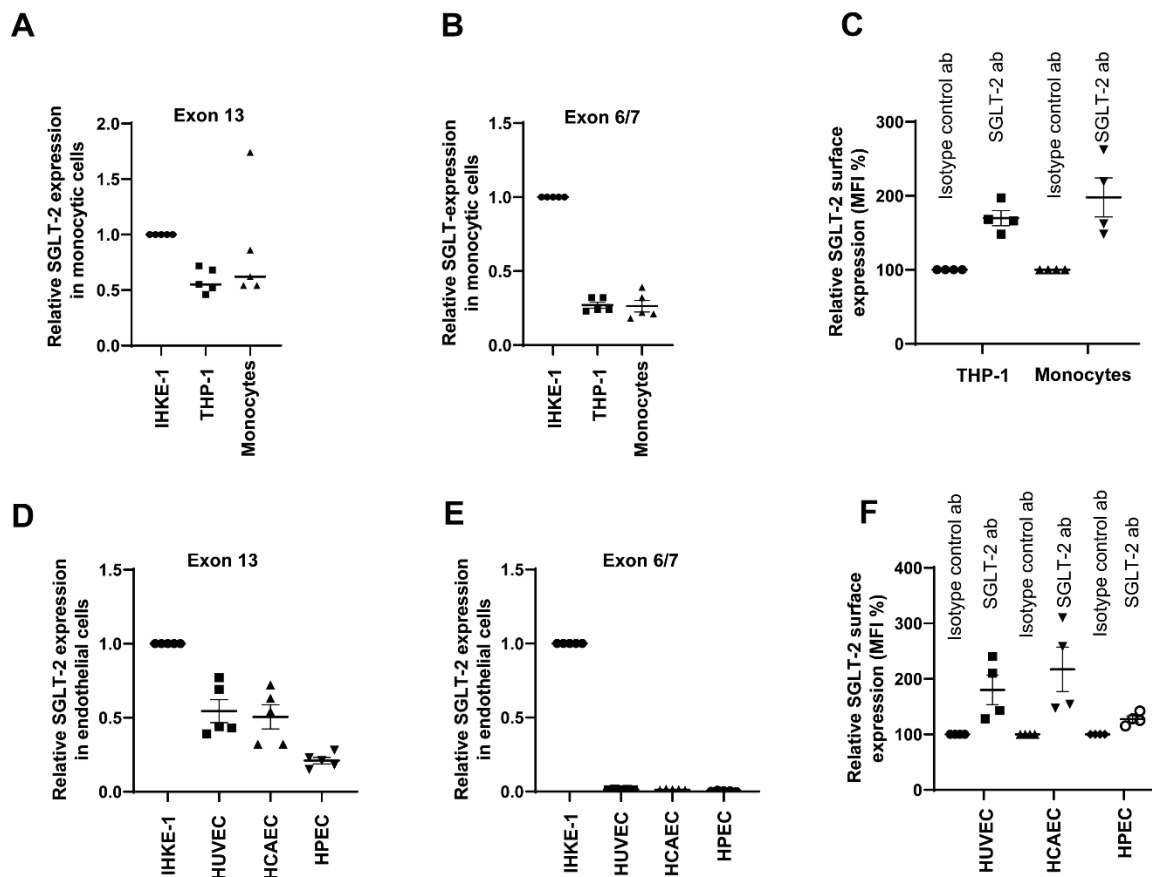 A
Exon 13
Relative SGLT-2 expression
in monocytic cells
2.0
1.5
1.0
0.5
0.0
IHKE-1
THP-1
Monocytes
B
Exon 6/7
Relative SGLT-expression
in monocytic cells
1.5
1.0
0.5
0.0
IHKE-1
THP-1
Monocytes
C
Isotype control ab
SGLT-2 ab
Isotype control ab
SGLT-2 ab
Relative SGLT-2 surface
expression (MFI %)
300
200
100
0
THP-1
Monocytes
D
Exon 13
Relative SGLT-2 expression
in endothelial cells
1.5
1.0
0.5
0.0
IHKE-1
HUVEC
HCAEC
HPEC
E
Exon 6/7
Relative SGLT-2 expression
in endothelial cells
1.5
1.0
0.5
0.0
IHKE-1
HUVEC
HCAEC
HPEC
F
Isotype control ab
SGLT-2 ab
Isotype control ab
SGLT-2 ab
Isotype control ab
SGLT-2 ab
Relative SGLT-2 surface
expression (MFI %)
400
300
200
100
0
HUVEC
HCAEC
HPEC